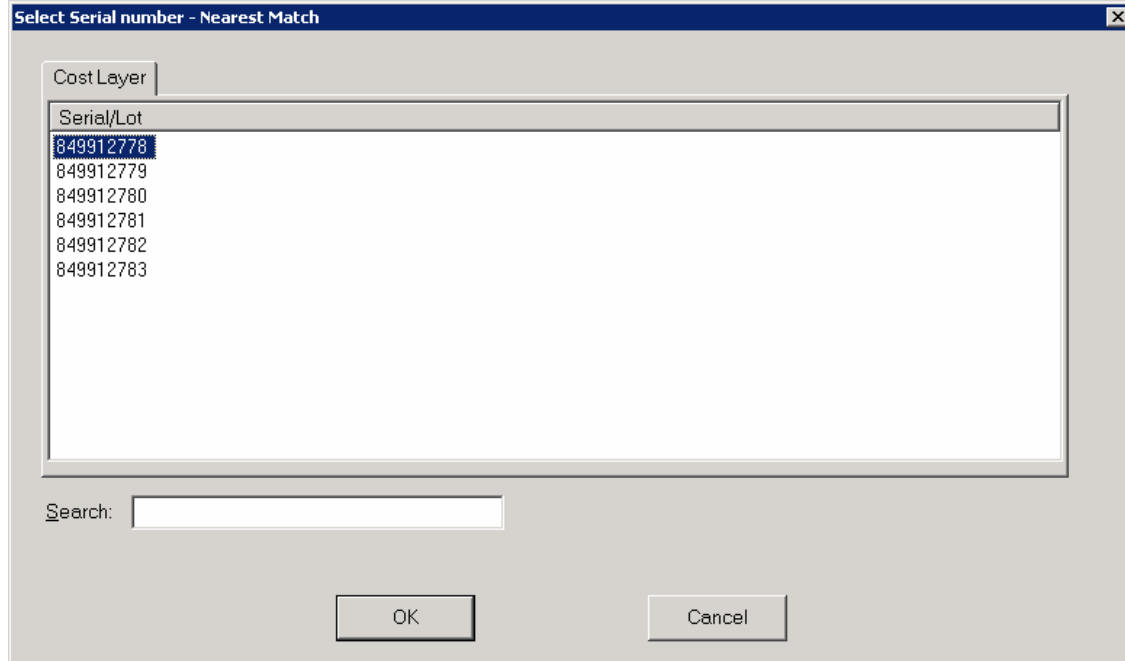 Select Serial number - Nearest Match
Cost Layer
Serial/Lot
849912778
849912779
849912780
849912781
849912782
849912783
Search:
OK Cancel